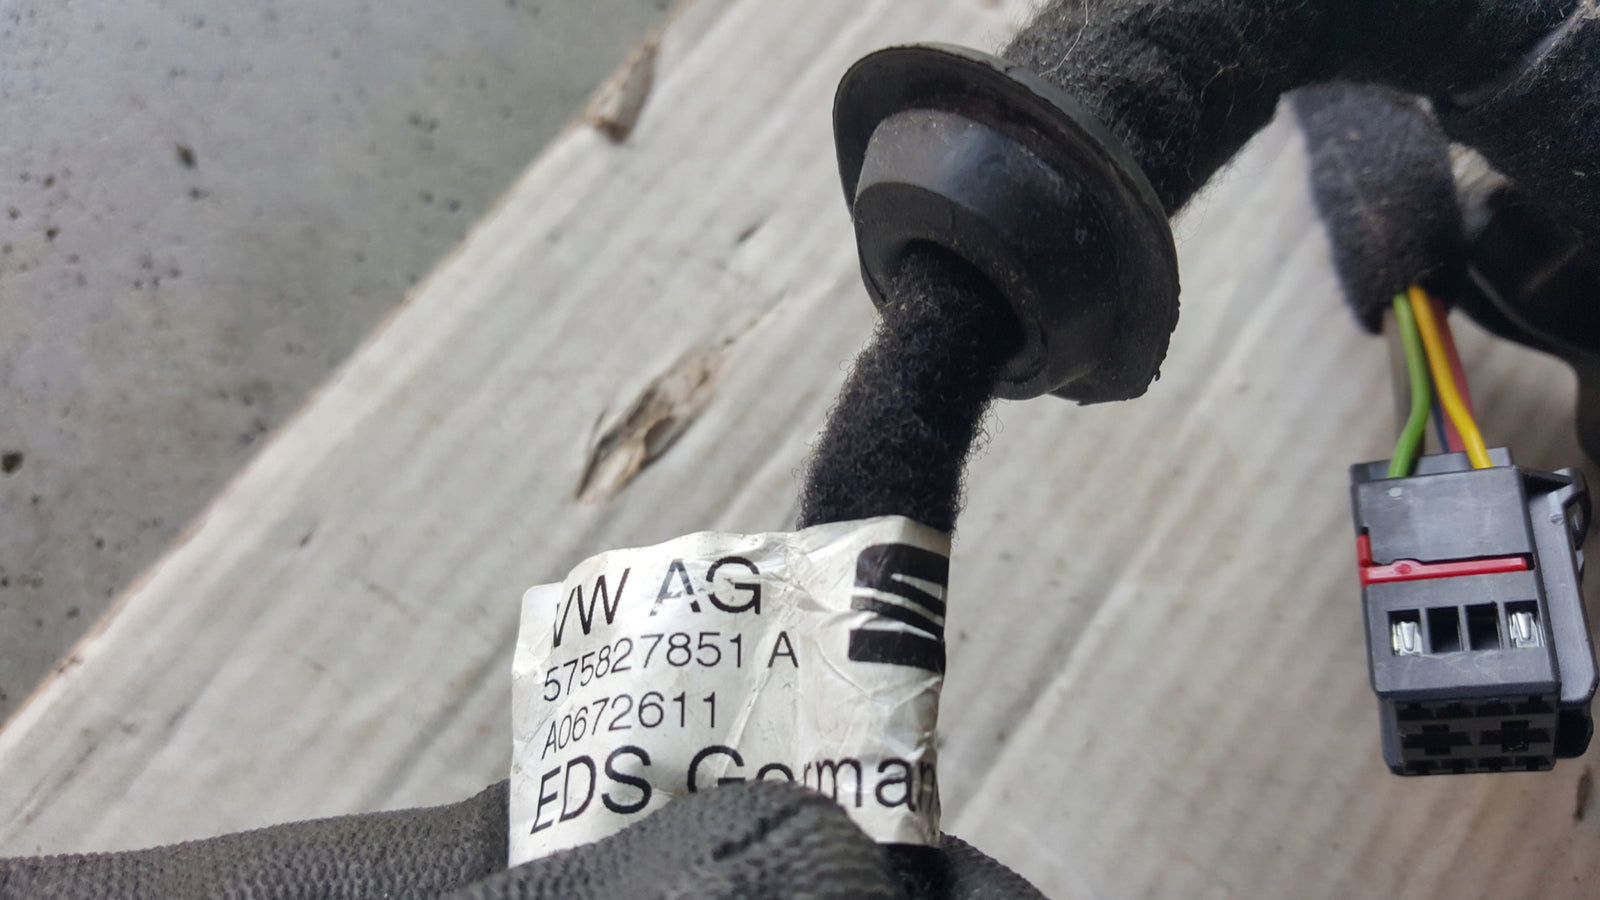 VW AG
575827851 A
A0672611
EDS German